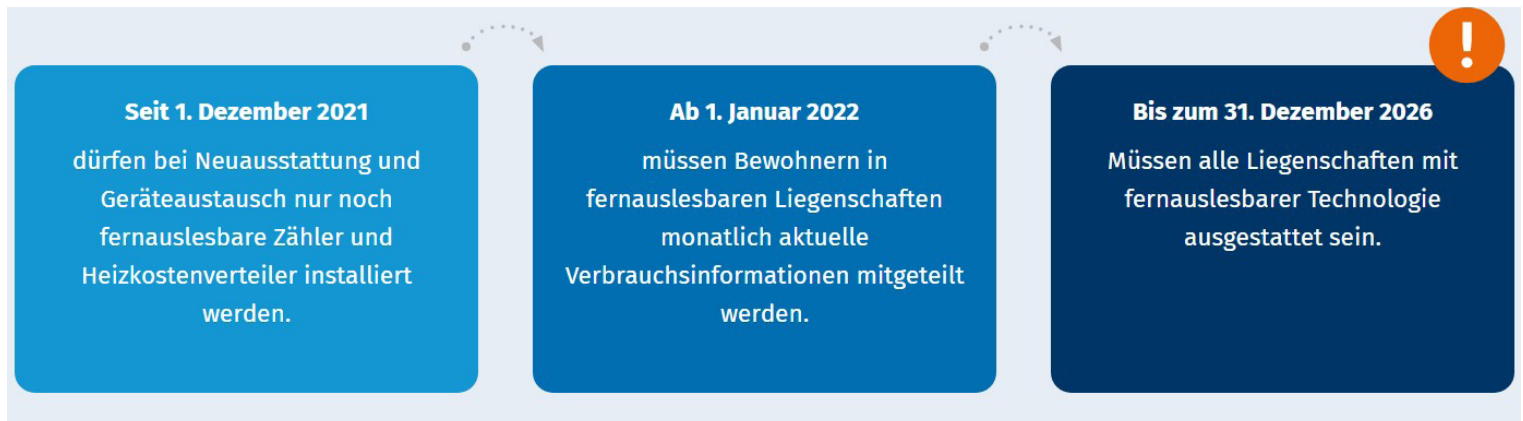 Seit 1. Dezember 2021
dürfen bei Neuausstattung und
Geräteaustausch nur noch
fernauslesbare Zähler und
Heizkostenverteiler installiert
werden.
Ab 1. Januar 2022
müssen Bewohnern in
fernauslesbaren Liegenschaften
monatlich aktuelle
Verbrauchsinformationen mitgeteilt
werden.
!
Bis zum 31. Dezember 2026
Müssen alle Liegenschaften mit
fernauslesbarer Technologie
ausgestattet sein.